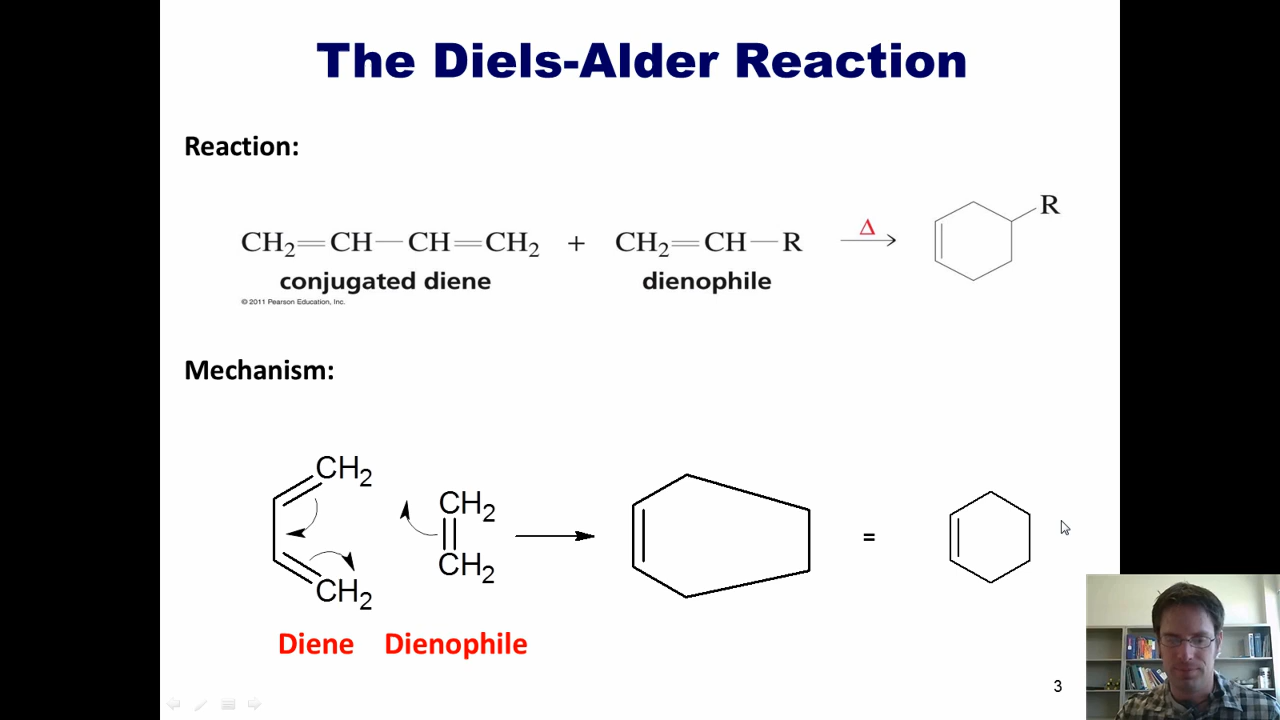 The Diels-Alder Reaction
Reaction:
CH₂=CH—CH=CH₂ + CH₂=CH—R Δ R
conjugated diene dienophile
© 2011 Pearson Education, Inc.
Mechanism:
CH₂ CH₂
CH₂ CH₂
=
Diene Dienophile
3